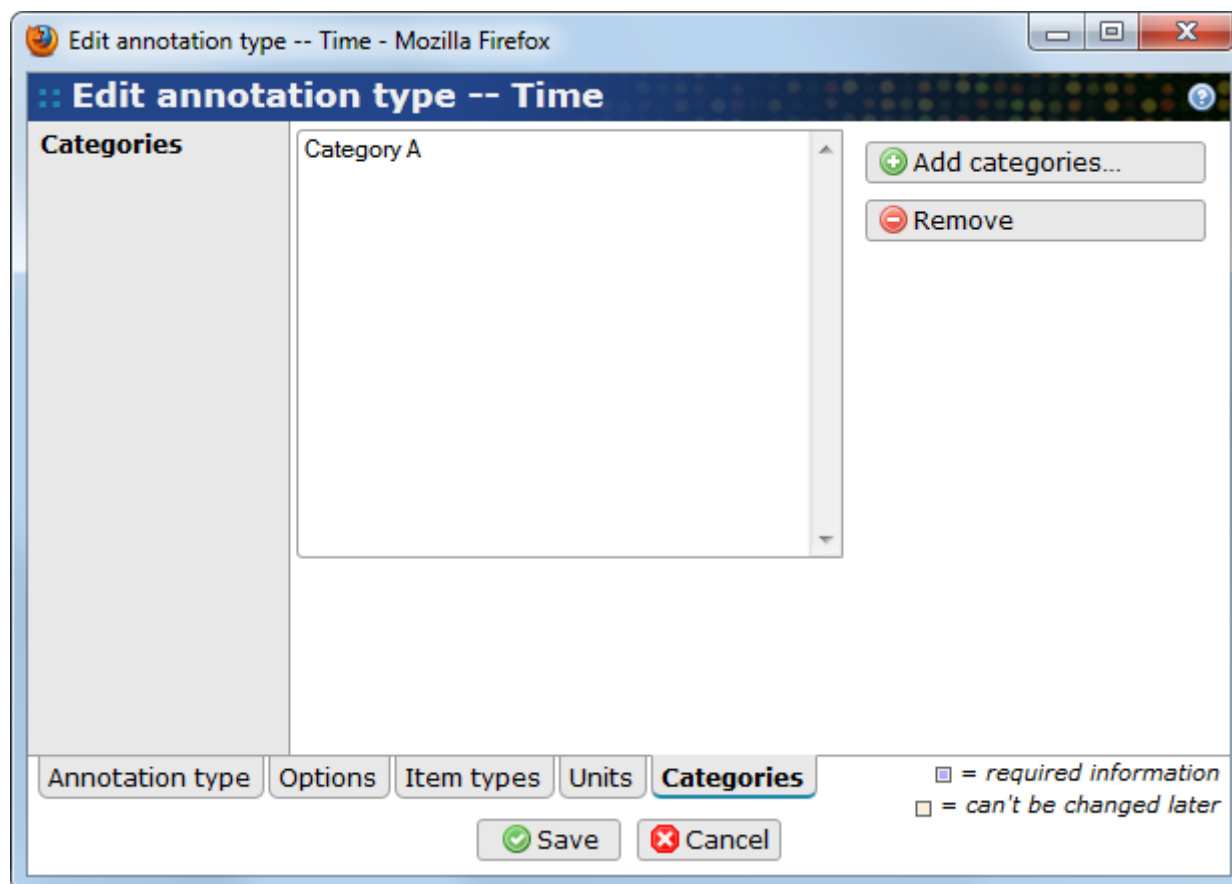 Edit annotation type -- Time - Mozilla Firefox
Edit annotation type -- Time
Categories
Category A
Add categories...
Remove
Annotation type
Options
Item types
Units
Categories
= required information
= can't be changed later
Save
Cancel